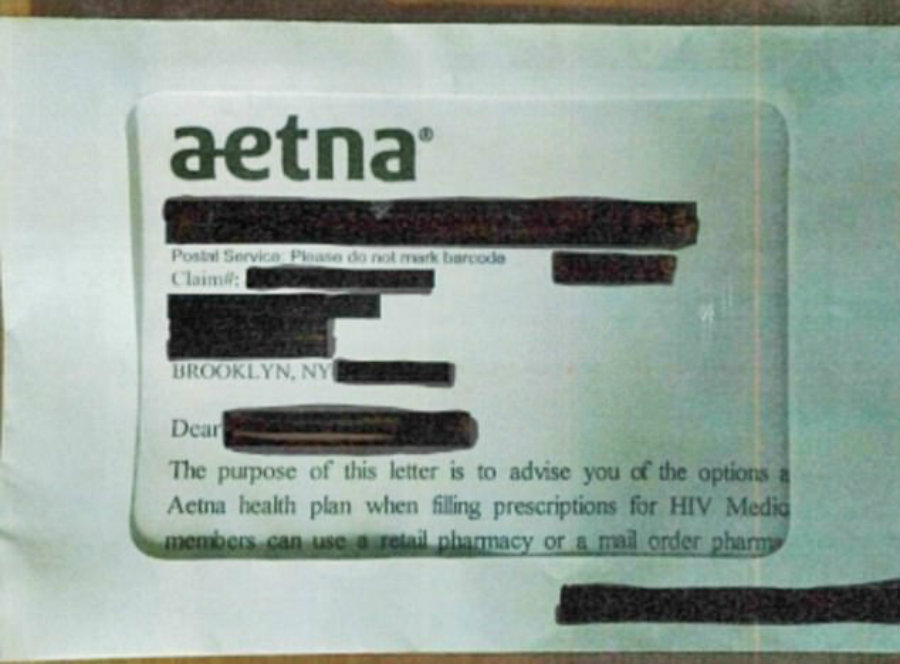 aetna®
Postal Service: Please do not mark barcode
Claim#:
BROOKLYN, NY
Dear
The purpose of this letter is to advise you of the options a
Aetna health plan when filling prescriptions for HIV Medic
members can use a retail pharmacy or a mail order pharma